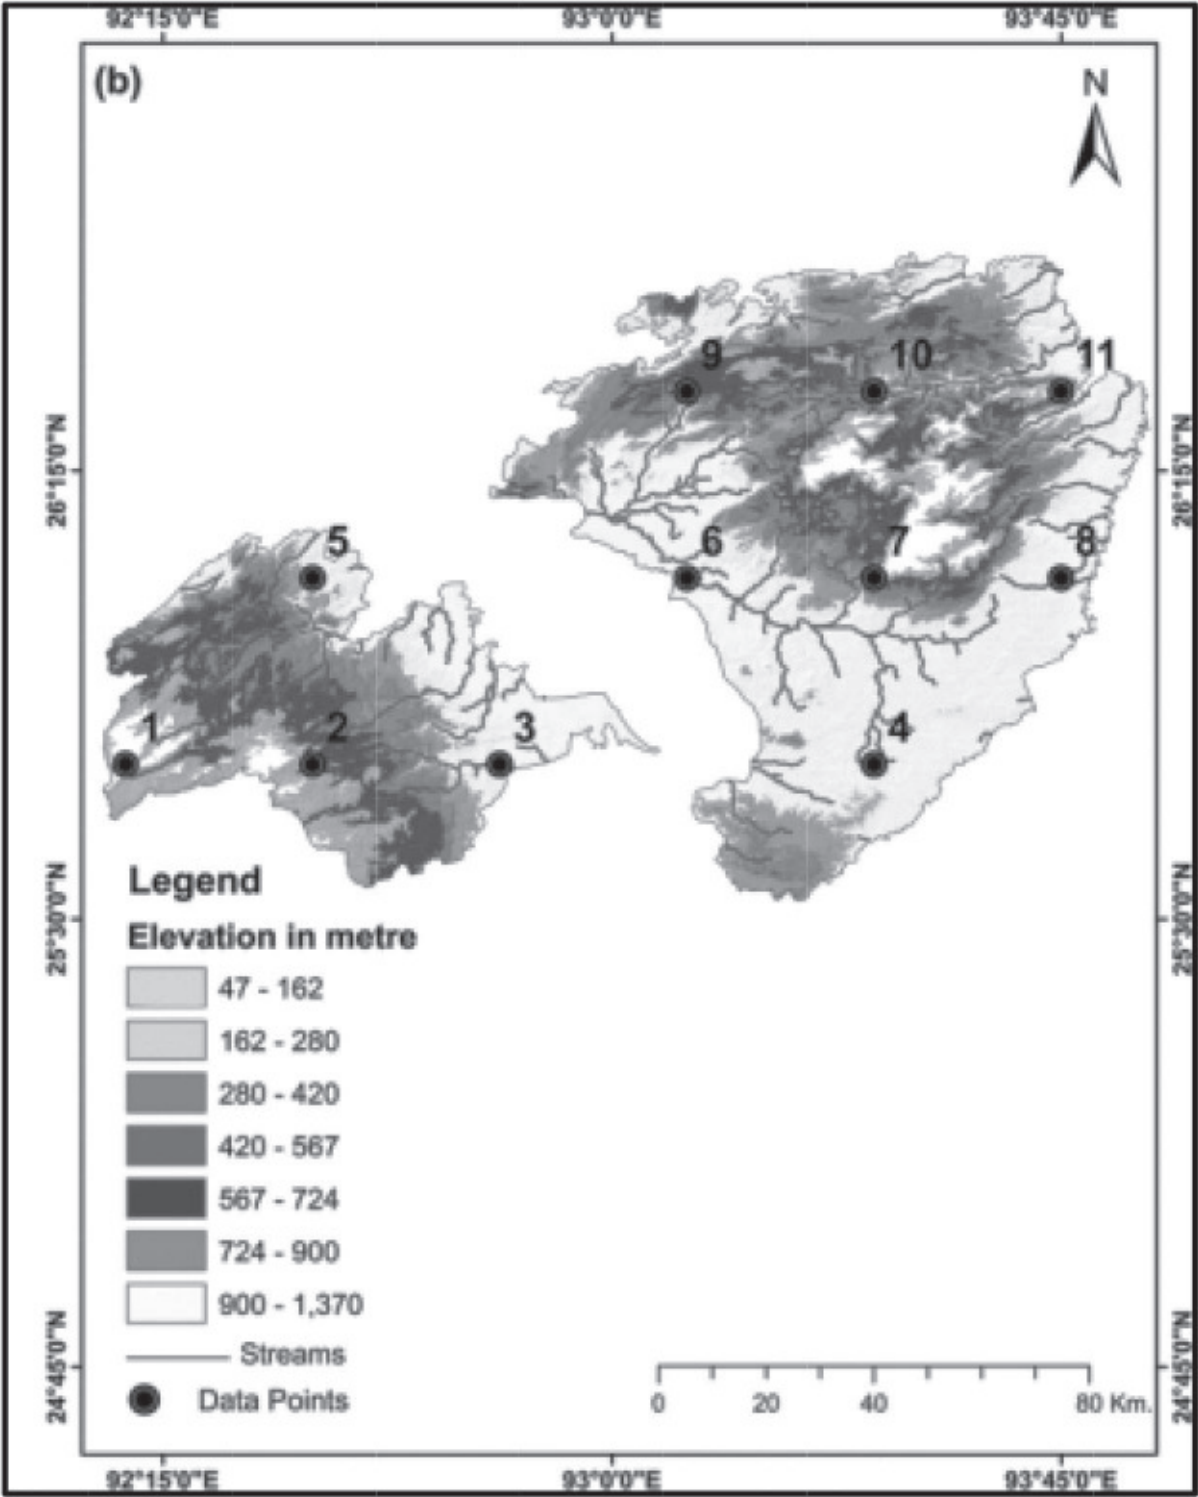 92°15'0"E 93°0'0"E 93°45'0"E
(b)
N
9 10 11
26°15'0"N 26°15'0"N
5 6 7 8
1 2 3 4
Legend
25°30'0"N 25°30'0"N
Elevation in metre
47 - 162
162 - 280
280 - 420
420 - 567
567 - 724
724 - 900
900 - 1,370
Streams
24°45'0"N 24°45'0"N
Data Points
0 20 40 80 Km.
92°15'0"E 93°0'0"E 93°45'0"E